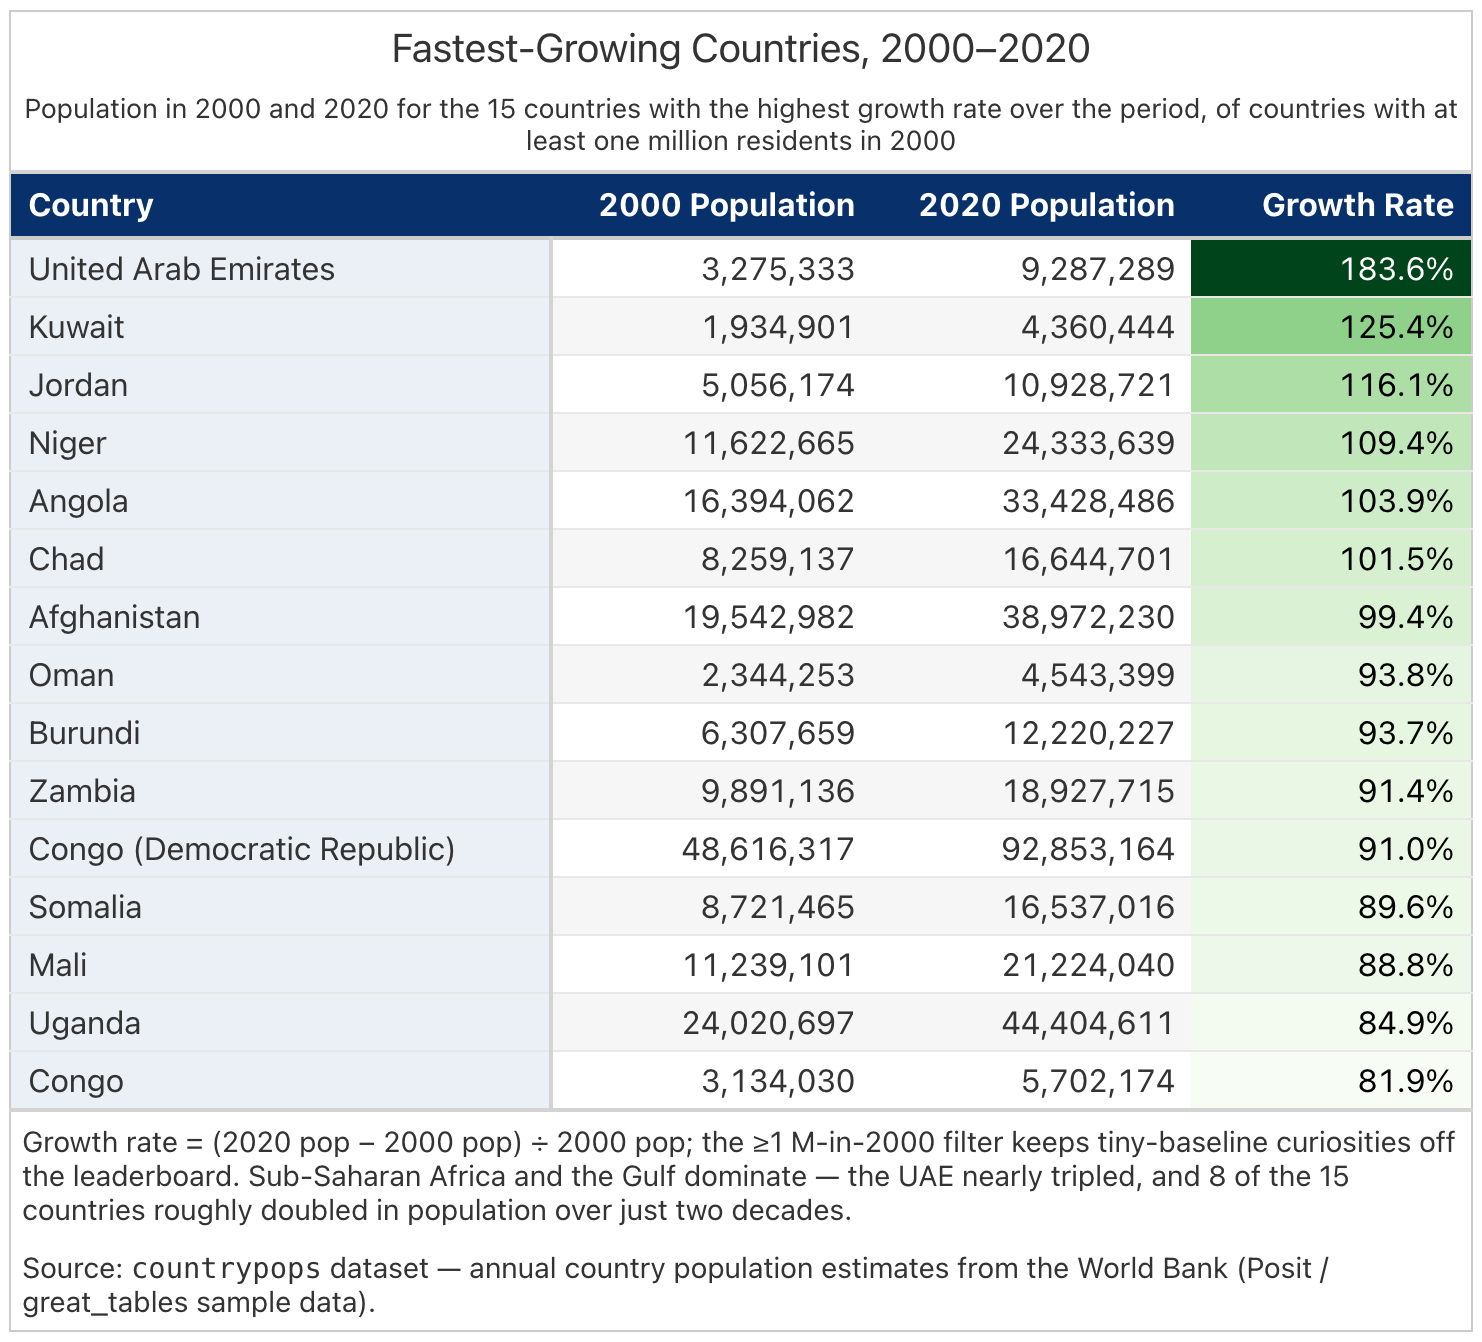 Fastest-Growing Countries, 2000–2020
Population in 2000 and 2020 for the 15 countries with the highest growth rate over the period, of countries with at
least one million residents in 2000
Country 2000 Population 2020 Population Growth Rate
United Arab Emirates 3,275,333 9,287,289 183.6%
Kuwait 1,934,901 4,360,444 125.4%
Jordan 5,056,174 10,928,721 116.1%
Niger 11,622,665 24,333,639 109.4%
Angola 16,394,062 33,428,486 103.9%
Chad 8,259,137 16,644,701 101.5%
Afghanistan 19,542,982 38,972,230 99.4%
Oman 2,344,253 4,543,399 93.8%
Burundi 6,307,659 12,220,227 93.7%
Zambia 9,891,136 18,927,715 91.4%
Congo (Democratic Republic) 48,616,317 92,853,164 91.0%
Somalia 8,721,465 16,537,016 89.6%
Mali 11,239,101 21,224,040 88.8%
Uganda 24,020,697 44,404,611 84.9%
Congo 3,134,030 5,702,174 81.9%
Growth rate = (2020 pop − 2000 pop) ÷ 2000 pop; the ≥1 M-in-2000 filter keeps tiny-baseline curiosities off
the leaderboard. Sub-Saharan Africa and the Gulf dominate — the UAE nearly tripled, and 8 of the 15
countries roughly doubled in population over just two decades.
Source: countrypops dataset — annual country population estimates from the World Bank (Posit /
great_tables sample data).